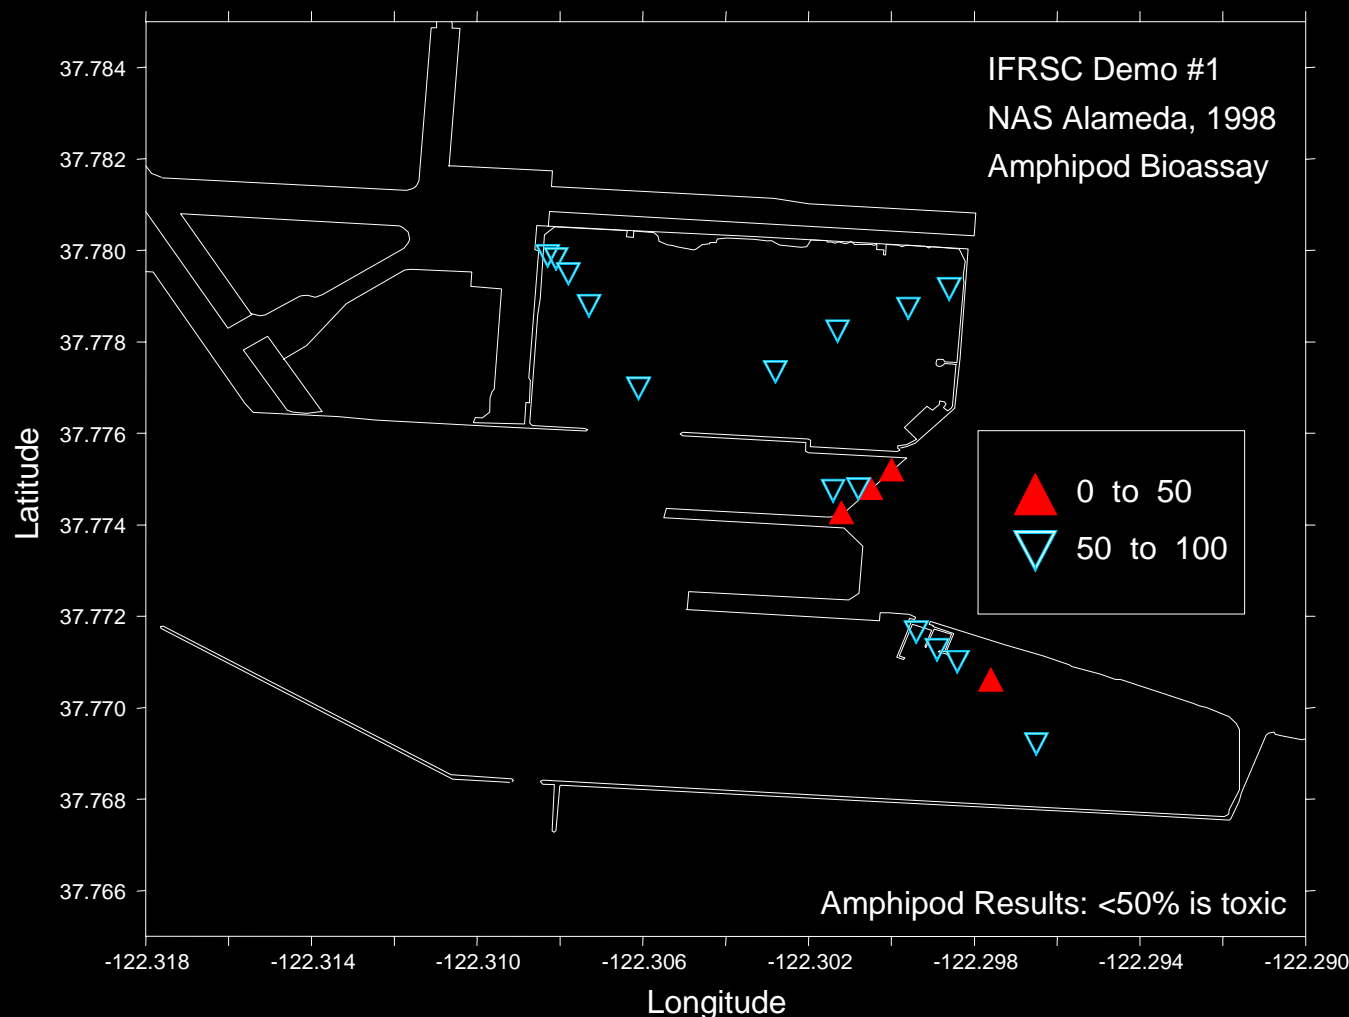 IFRSC Demo #1
NAS Alameda, 1998
Amphipod Bioassay
37.784
37.782
37.780
37.778
37.776
37.774
37.772
37.770
37.768
37.766
Latitude
0 to 50
50 to 100
Amphipod Results: <50% is toxic
-122.318
-122.314
-122.310
-122.306
-122.302
-122.298
-122.294
-122.290
Longitude